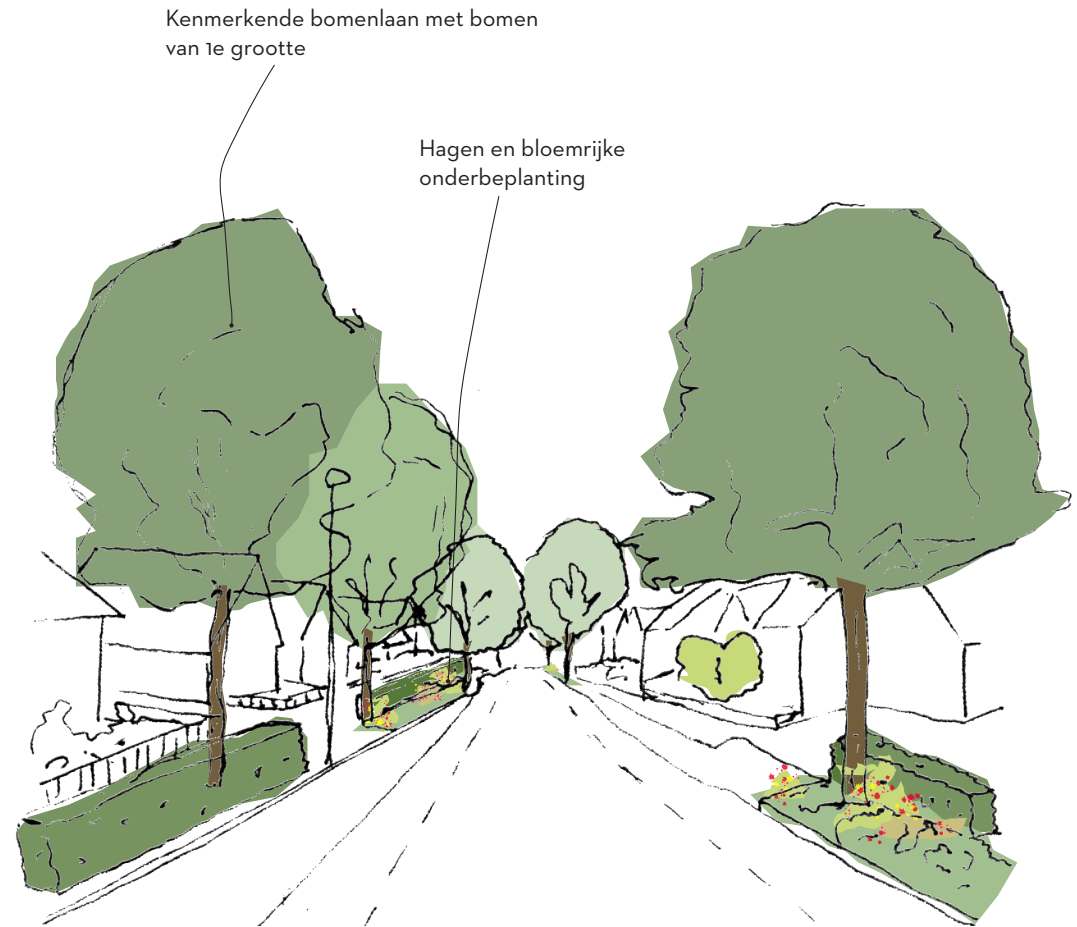 Kenmerkende bomenlaan met bomen
van 1e grootte
Hagen en bloemrijke
onderbeplanting